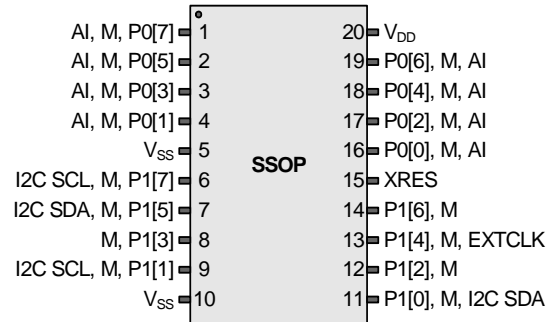 AI, M, P0[7] 1 20 VDD
AI, M, P0[5] 2 19 P0[6], M, AI
AI, M, P0[3] 3 18 P0[4], M, AI
AI, M, P0[1] 4 17 P0[2], M, AI
VSS 5 16 P0[0], M, AI
SSOP
I2C SCL, M, P1[7] 6 15 XRES
I2C SDA, M, P1[5] 7 14 P1[6], M
M, P1[3] 8 13 P1[4], M, EXTCLK
I2C SCL, M, P1[1] 9 12 P1[2], M
VSS 10 11 P1[0], M, I2C SDA